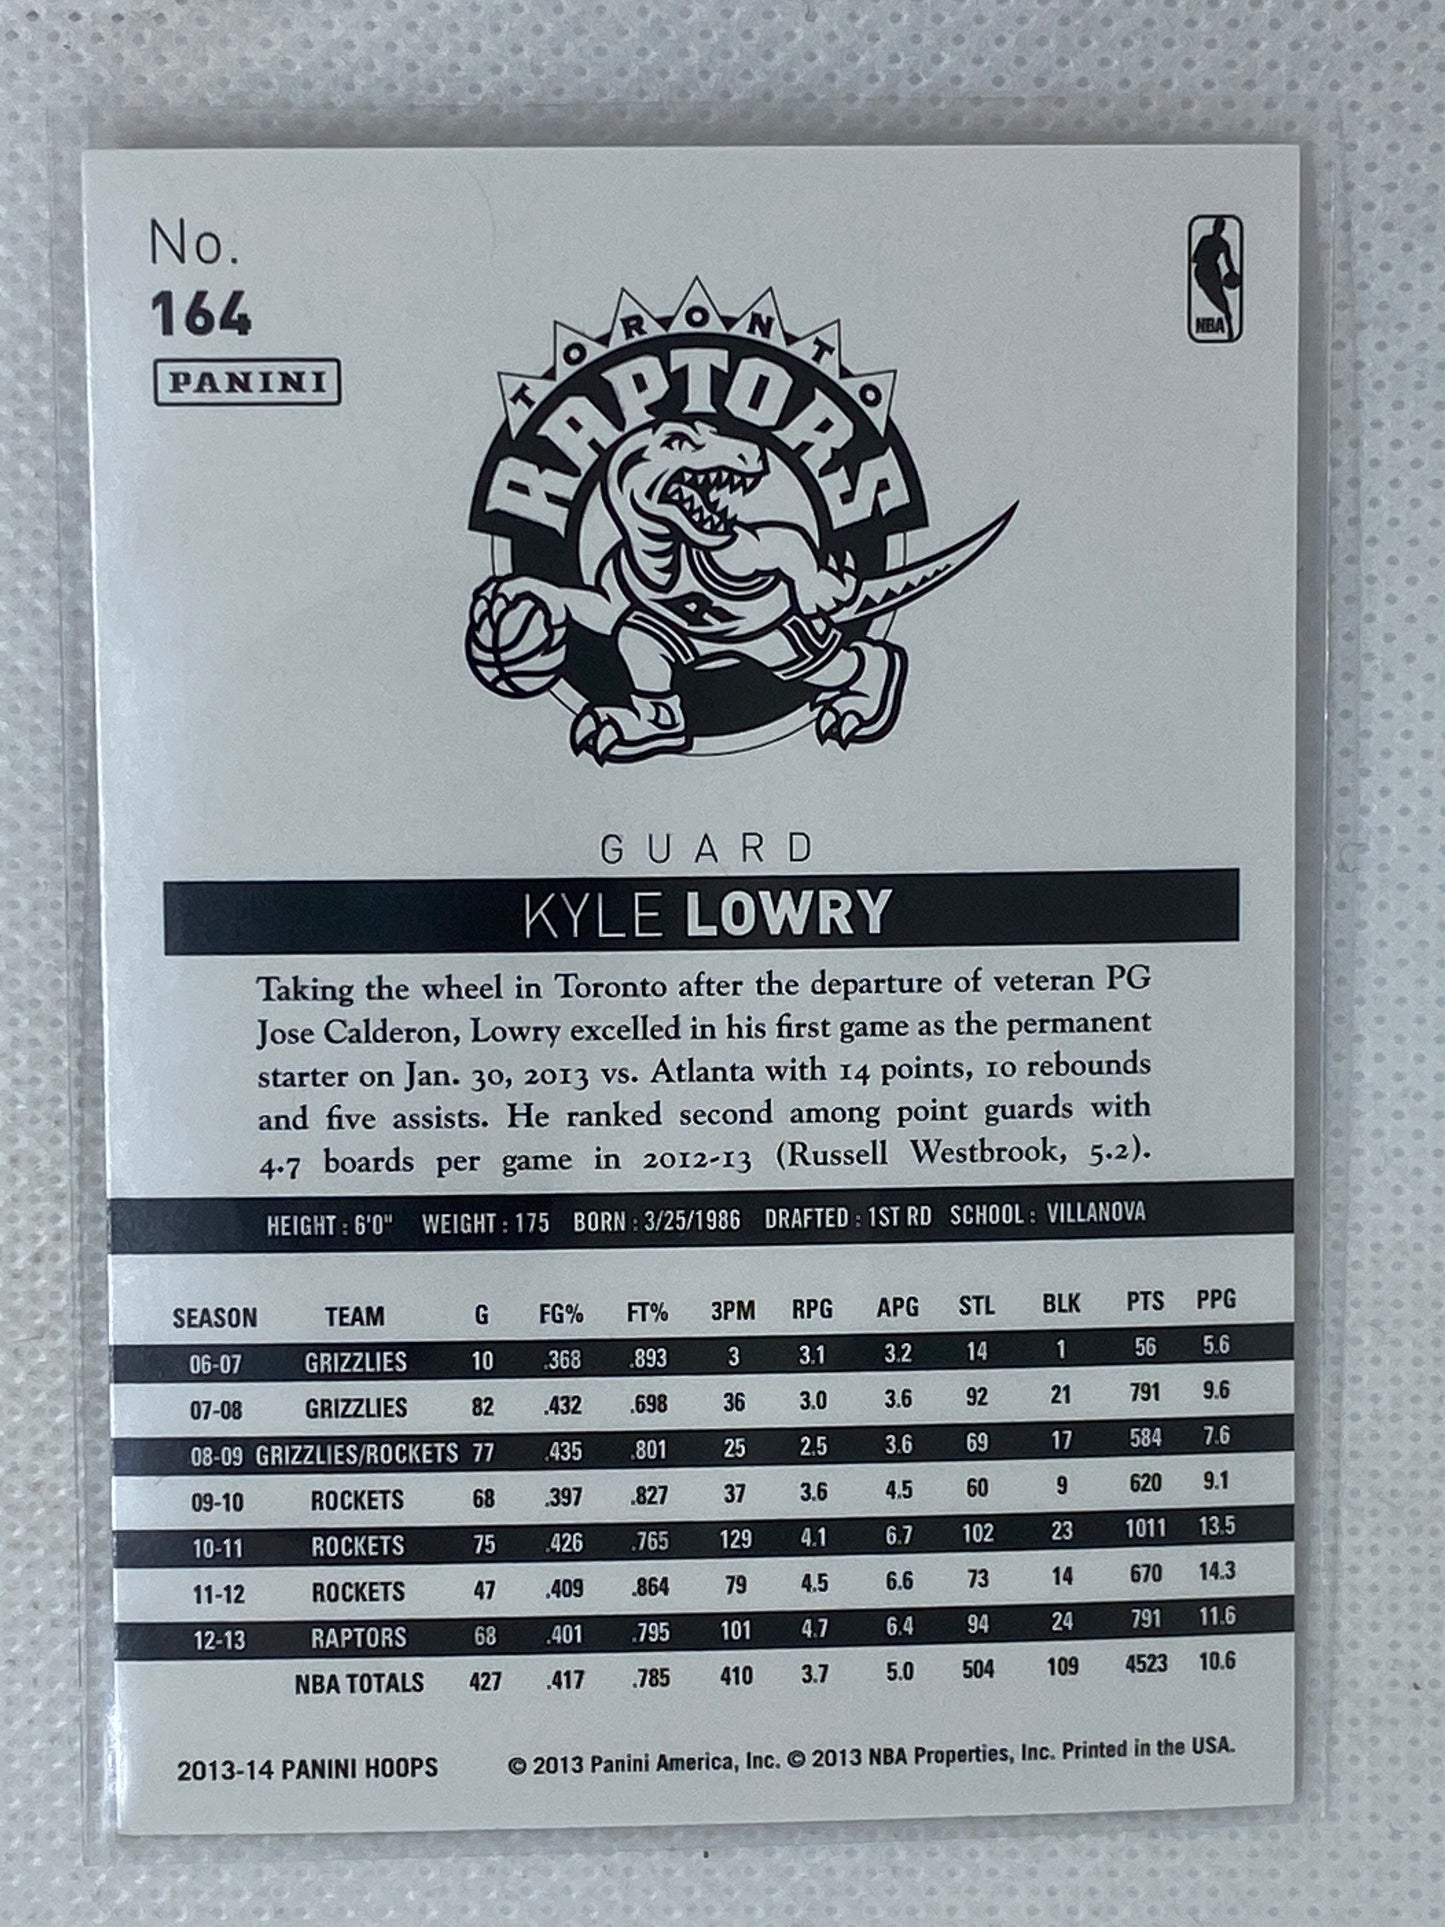 No.
164
PANINI
NBA
TORONTO
RAPTORS
R
GUARD
KYLE LOWRY
Taking the wheel in Toronto after the departure of veteran PG
Jose Calderon, Lowry excelled in his first game as the permanent
starter on Jan. 30, 2013 vs. Atlanta with 14 points, 10 rebounds
and five assists. He ranked second among point guards with
4.7 boards per game in 2012-13 (Russell Westbrook, 5.2).
HEIGHT : 6'0" WEIGHT : 175 BORN : 3/25/1986 DRAFTED : 1ST RD SCHOOL : VILLANOVA
SEASON TEAM G FG% FT% 3PM RPG APG STL BLK PTS PPG
06-07 GRIZZLIES 10 .368 .893 3 3.1 3.2 14 1 56 5.6
07-08 GRIZZLIES 82 .432 .698 36 3.0 3.6 92 21 791 9.6
08-09 GRIZZLIES/ROCKETS 77 .435 .801 25 2.5 3.6 69 17 584 7.6
09-10 ROCKETS 68 .397 .827 37 3.6 4.5 60 9 620 9.1
10-11 ROCKETS 75 .426 .765 129 4.1 6.7 102 23 1011 13.5
11-12 ROCKETS 47 .409 .864 79 4.5 6.6 73 14 670 14.3
12-13 RAPTORS 68 .401 .795 101 4.7 6.4 94 24 791 11.6
NBA TOTALS 427 .417 .785 410 3.7 5.0 504 109 4523 10.6
2013-14 PANINI HOOPS © 2013 Panini America, Inc. © 2013 NBA Properties, Inc. Printed in the USA.